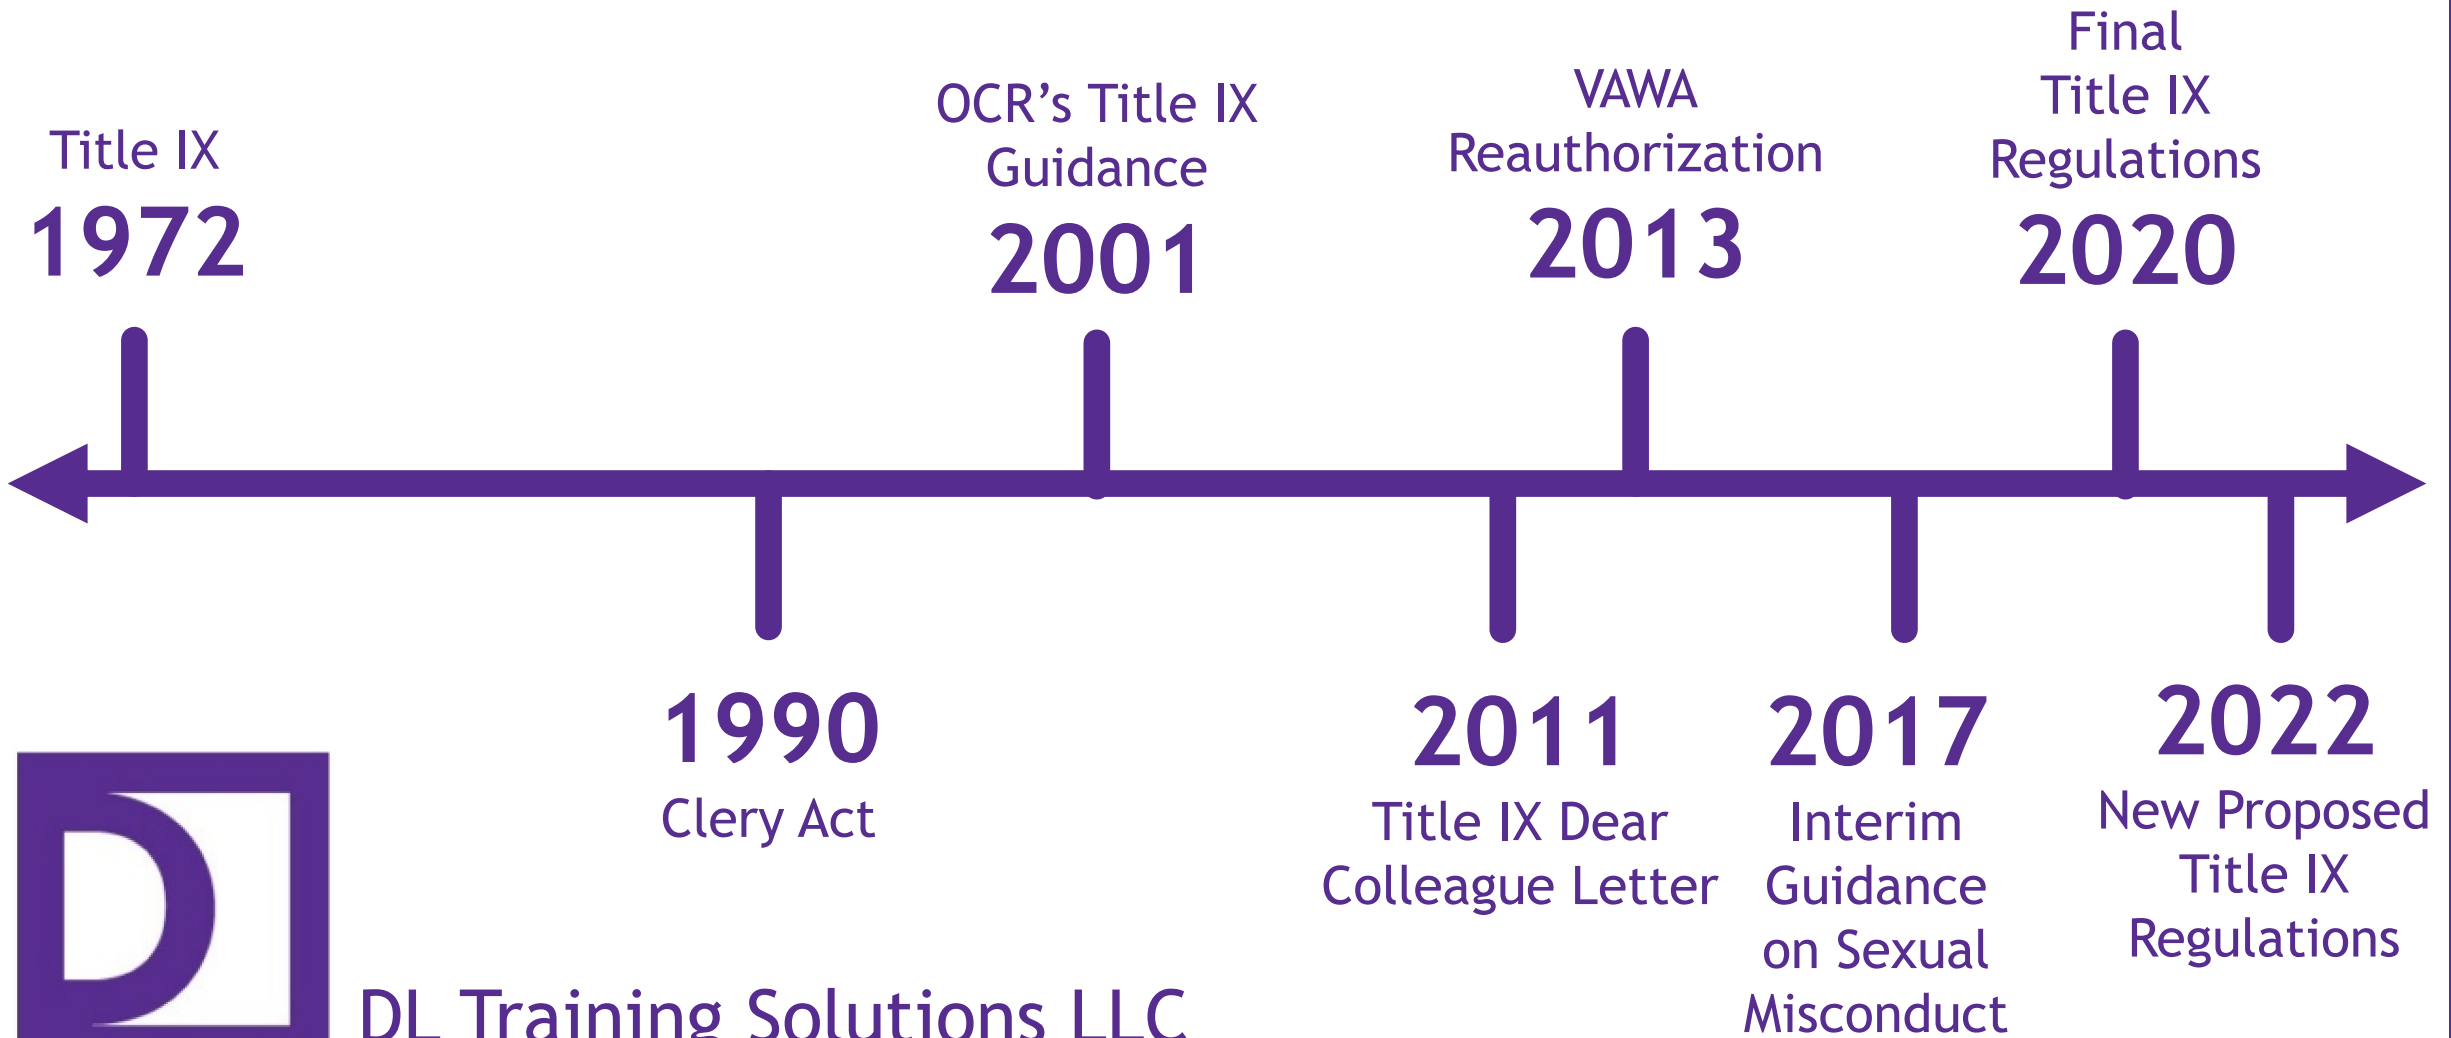 Title IX
1972
OCR’s Title IX
Guidance
2001
VAWA
Reauthorization
2013
Final
Title IX
Regulations
2020
1990
Clery Act
2011
Title IX Dear
Colleague Letter
2017
Interim
Guidance
on Sexual
Misconduct
2022
New Proposed
Title IX
Regulations
D
DL Training Solutions LLC